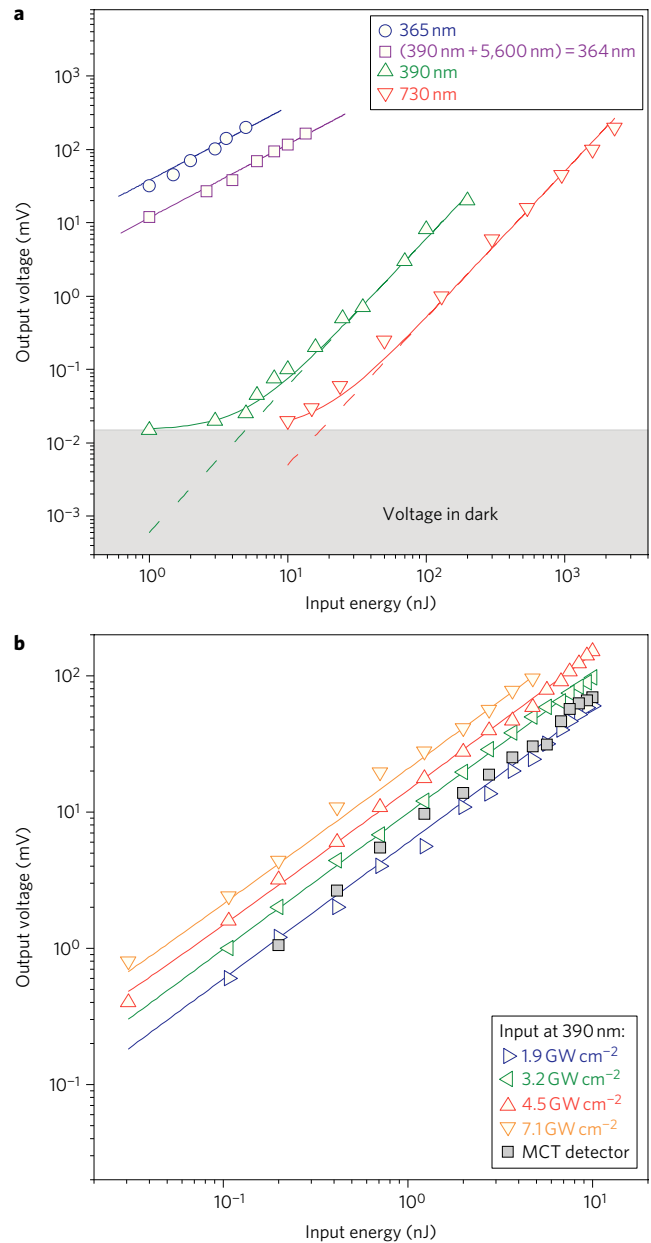 a
365 nm
(390 nm + 5,600 nm) = 364 nm
390 nm
730 nm
10³
10²
10¹
10⁰
10⁻¹
10⁻²
10⁻³
Output voltage (mV)
Voltage in dark
10⁰
10¹
10²
10³
Input energy (nJ)
b
10²
10¹
10⁰
10⁻¹
Output voltage (mV)
Input at 390 nm:
1.9 GW cm⁻²
3.2 GW cm⁻²
4.5 GW cm⁻²
7.1 GW cm⁻²
MCT detector
10⁻¹
10⁰
10¹
Input energy (nJ)